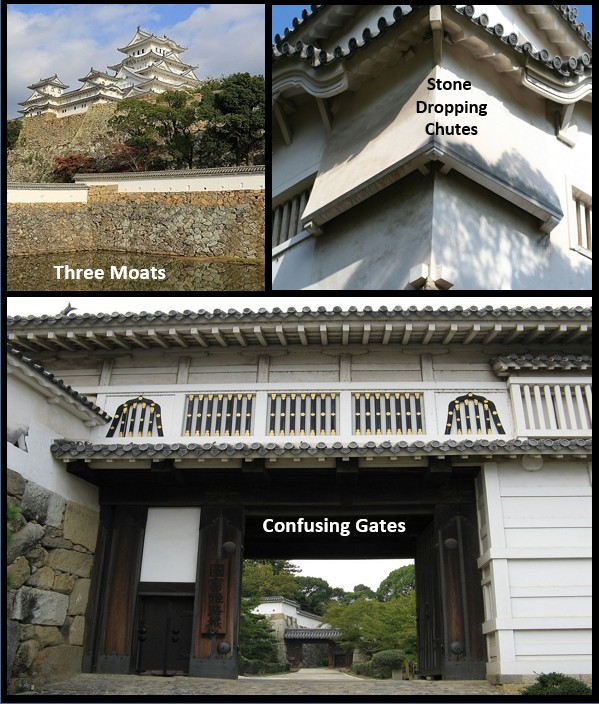 Stone
Dropping
Chutes
Three Moats
Confusing Gates